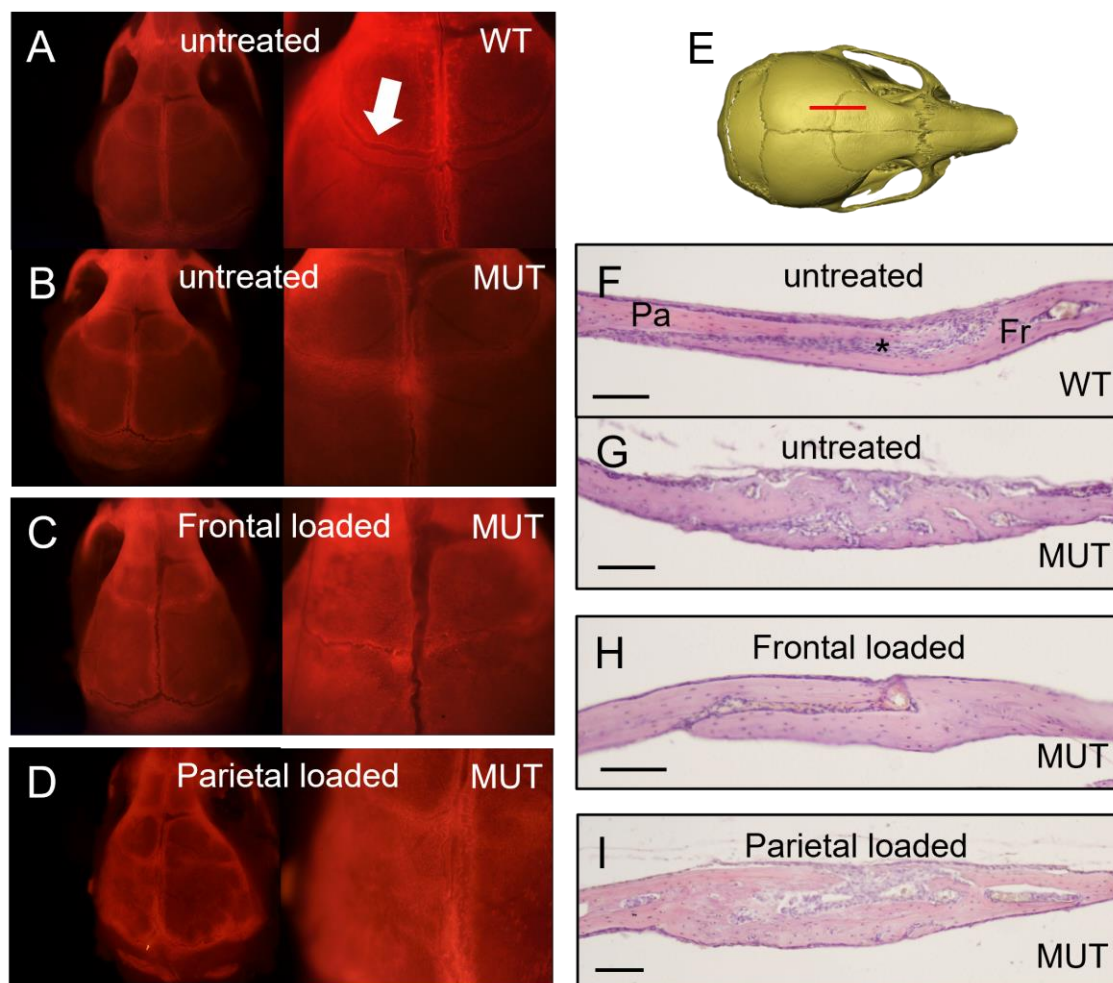 A untreated WT
B untreated MUT
C Frontal loaded MUT
D Parietal loaded MUT
E
F untreated
Pa * Fr
WT
G untreated
MUT
H Frontal loaded
MUT
I Parietal loaded
MUT